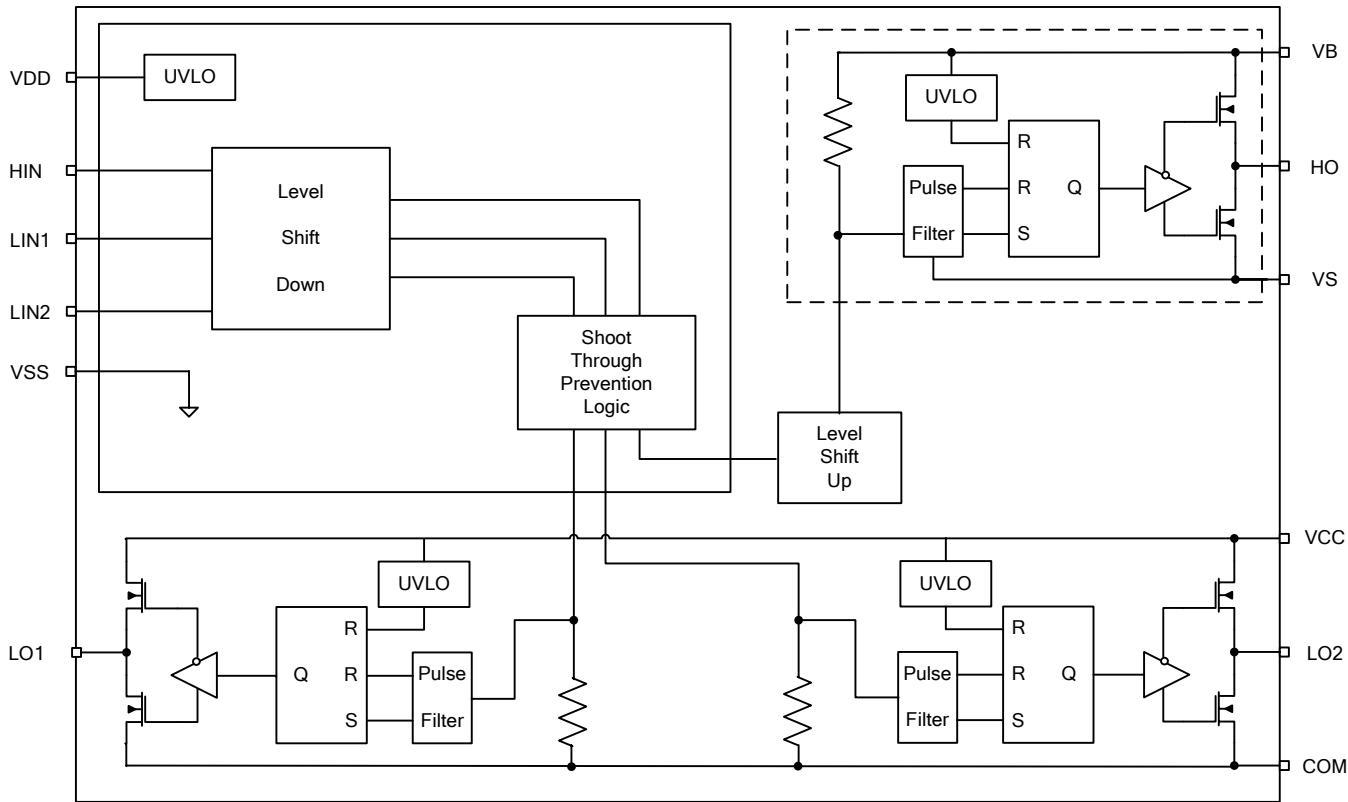 VDD
UVLO
HIN
LIN1
LIN2
VSS
Level
Shift
Down
Shoot
Through
Prevention
Logic
Level
Shift
Up
UVLO
R
Pulse
R
Q
Filter
S
VB
HO
VS
LO1
UVLO
R
Q
R
Pulse
S
Filter
UVLO
R
Pulse
R
Q
Filter
S
VCC
LO2
COM